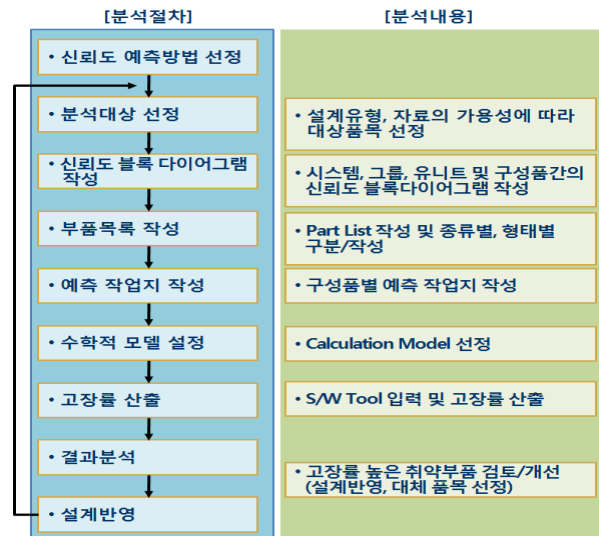 [분석절차]
[분석내용]
• 신뢰도 예측방법 선정
• 분석대상 선정
• 설계유형, 자료의 가용성에 따라
대상품목 선정
• 신뢰도 블록 다이어그램
작성
• 시스템, 그룹, 유니트 및 구성품간의
신뢰도 블록다이어그램 작성
• 부품목록 작성
• Part List 작성 및 종류별, 형태별
구분/작성
• 예측 작업지 작성
• 구성품별 예측 작업지 작성
• 수학적 모델 설정
• Calculation Model 선정
• 고장률 산출
• S/W Tool 입력 및 고장률 산출
• 결과분석
• 고장률 높은 취약부품 검토/개선
(설계반영, 대체 품목 선정)
• 설계반영